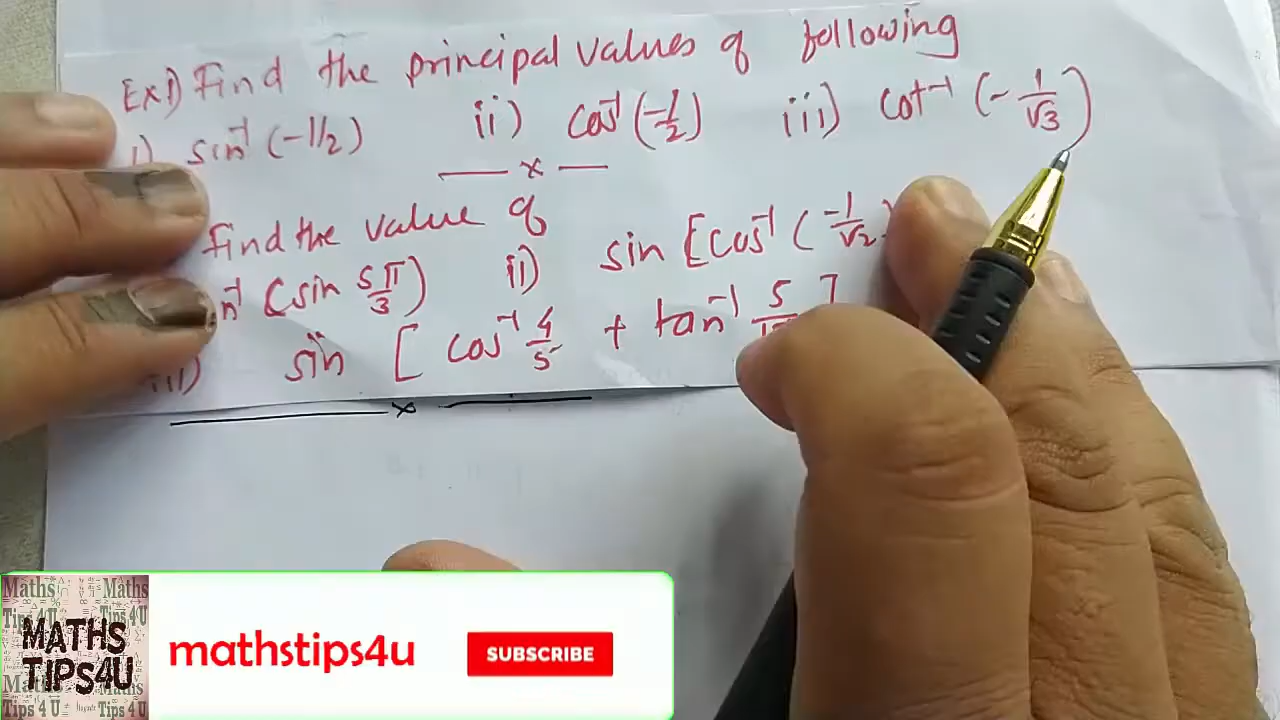 Ex1) Find the principal values of following
i) sin⁻¹ (-1/2) ii) cos⁻¹ (-1/2) iii) cot⁻¹ (-1/√3)
x
Find the value of
(sin 5π/3) ii) sin [cos⁻¹ (-1/√2)
iii) sin [ cos⁻¹ 4/5 + tan⁻¹ 5
x
MATHS
TIPS4U
mathstips4u
SUBSCRIBE
Maths
Tips 4 U